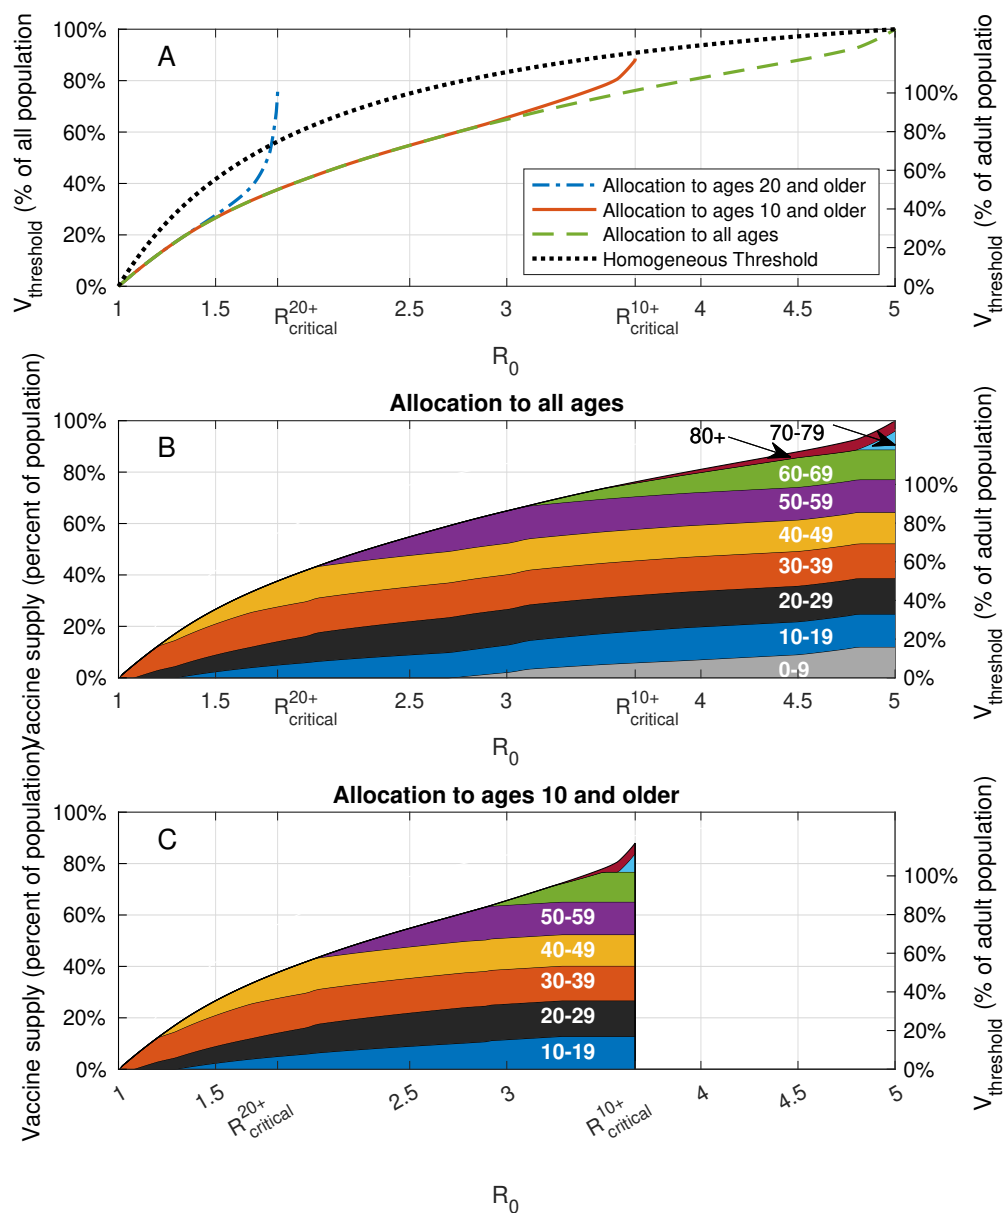 A
V_threshold (% of all population)
100%
80%
60%
40%
20%
0%
V_threshold (% of adult populatio
100%
80%
60%
40%
20%
0%
Allocation to ages 20 and older
Allocation to ages 10 and older
Allocation to all ages
Homogeneous Threshold
1 1.5 R^20+_critical 2.5 3 R^10+_critical 4 4.5 5
R_0
Allocation to all ages
B
Vaccine supply (percent of population)
100%
80%
60%
40%
20%
0%
V_threshold (% of adult population)
100%
80%
60%
40%
20%
0%
80+
70-79
60-69
50-59
40-49
30-39
20-29
10-19
0-9
1 1.5 R^20+_critical 2.5 3 R^10+_critical 4 4.5 5
R_0
Allocation to ages 10 and older
C
Vaccine supply (percent of population)
100%
80%
60%
40%
20%
0%
V_threshold (% of adult population)
100%
80%
60%
40%
20%
0%
50-59
40-49
30-39
20-29
10-19
1 1.5 R^20+_critical 2.5 3 R^10+_critical 4 4.5 5
R_0